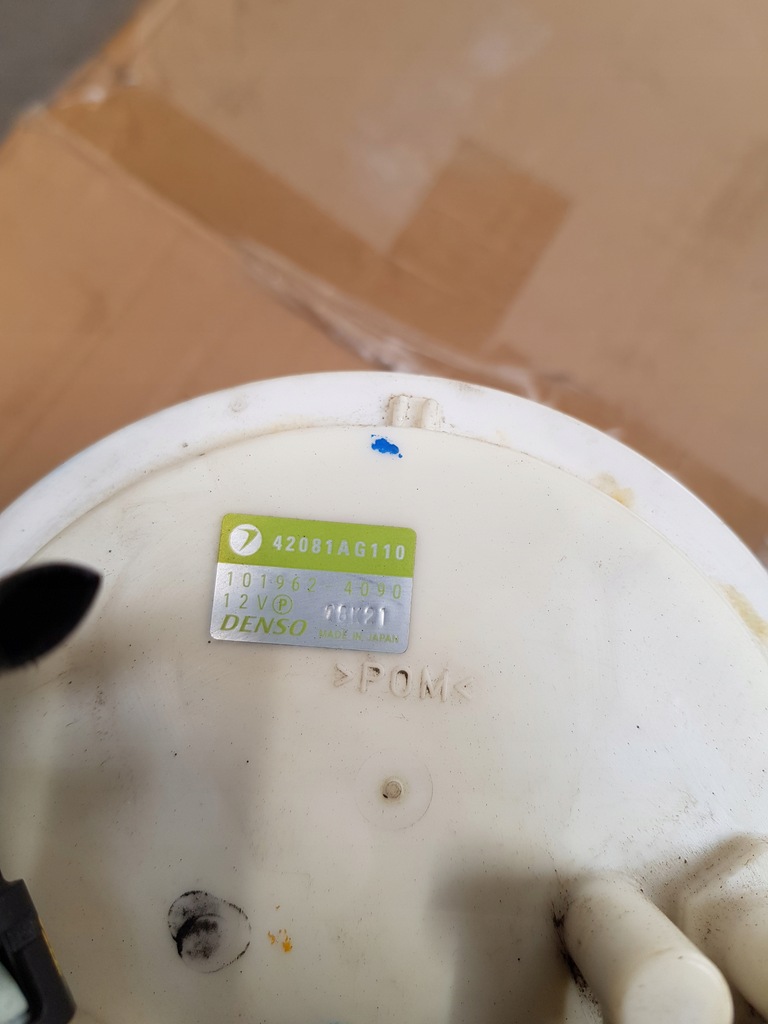 42081AG110
101962 4090
12V Ⓟ
DENSO MADE IN JAPAN
>POM<